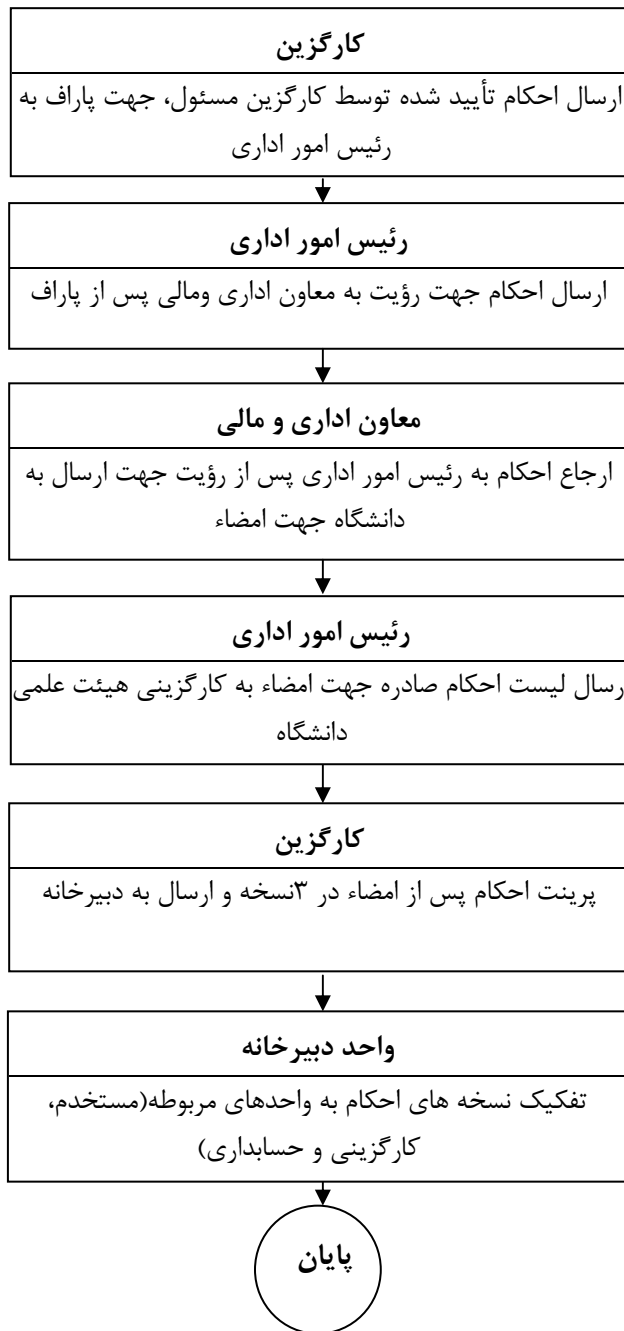 کارگزین
ارسال احکام تأیید شده توسط کارگزین مسئول، جهت پاراف به
رئیس امور اداری
رئیس امور اداری
ارسال احکام جهت رؤیت به معاون اداری ومالی پس از پاراف
معاون اداری و مالی
ارجاع احکام به رئیس امور اداری پس از رؤیت جهت ارسال به
دانشگاه جهت امضاء
رئیس امور اداری
رسال لیست احکام صادره جهت امضاء به کارگزینی هیئت علمی
دانشگاه
کارگزین
پرینت احکام پس از امضاء در ۳نسخه و ارسال به دبیرخانه
واحد دبیرخانه
تفکیک نسخه های احکام به واحدهای مربوطه(مستخدم،
کارگزینی و حسابداری)
پایان